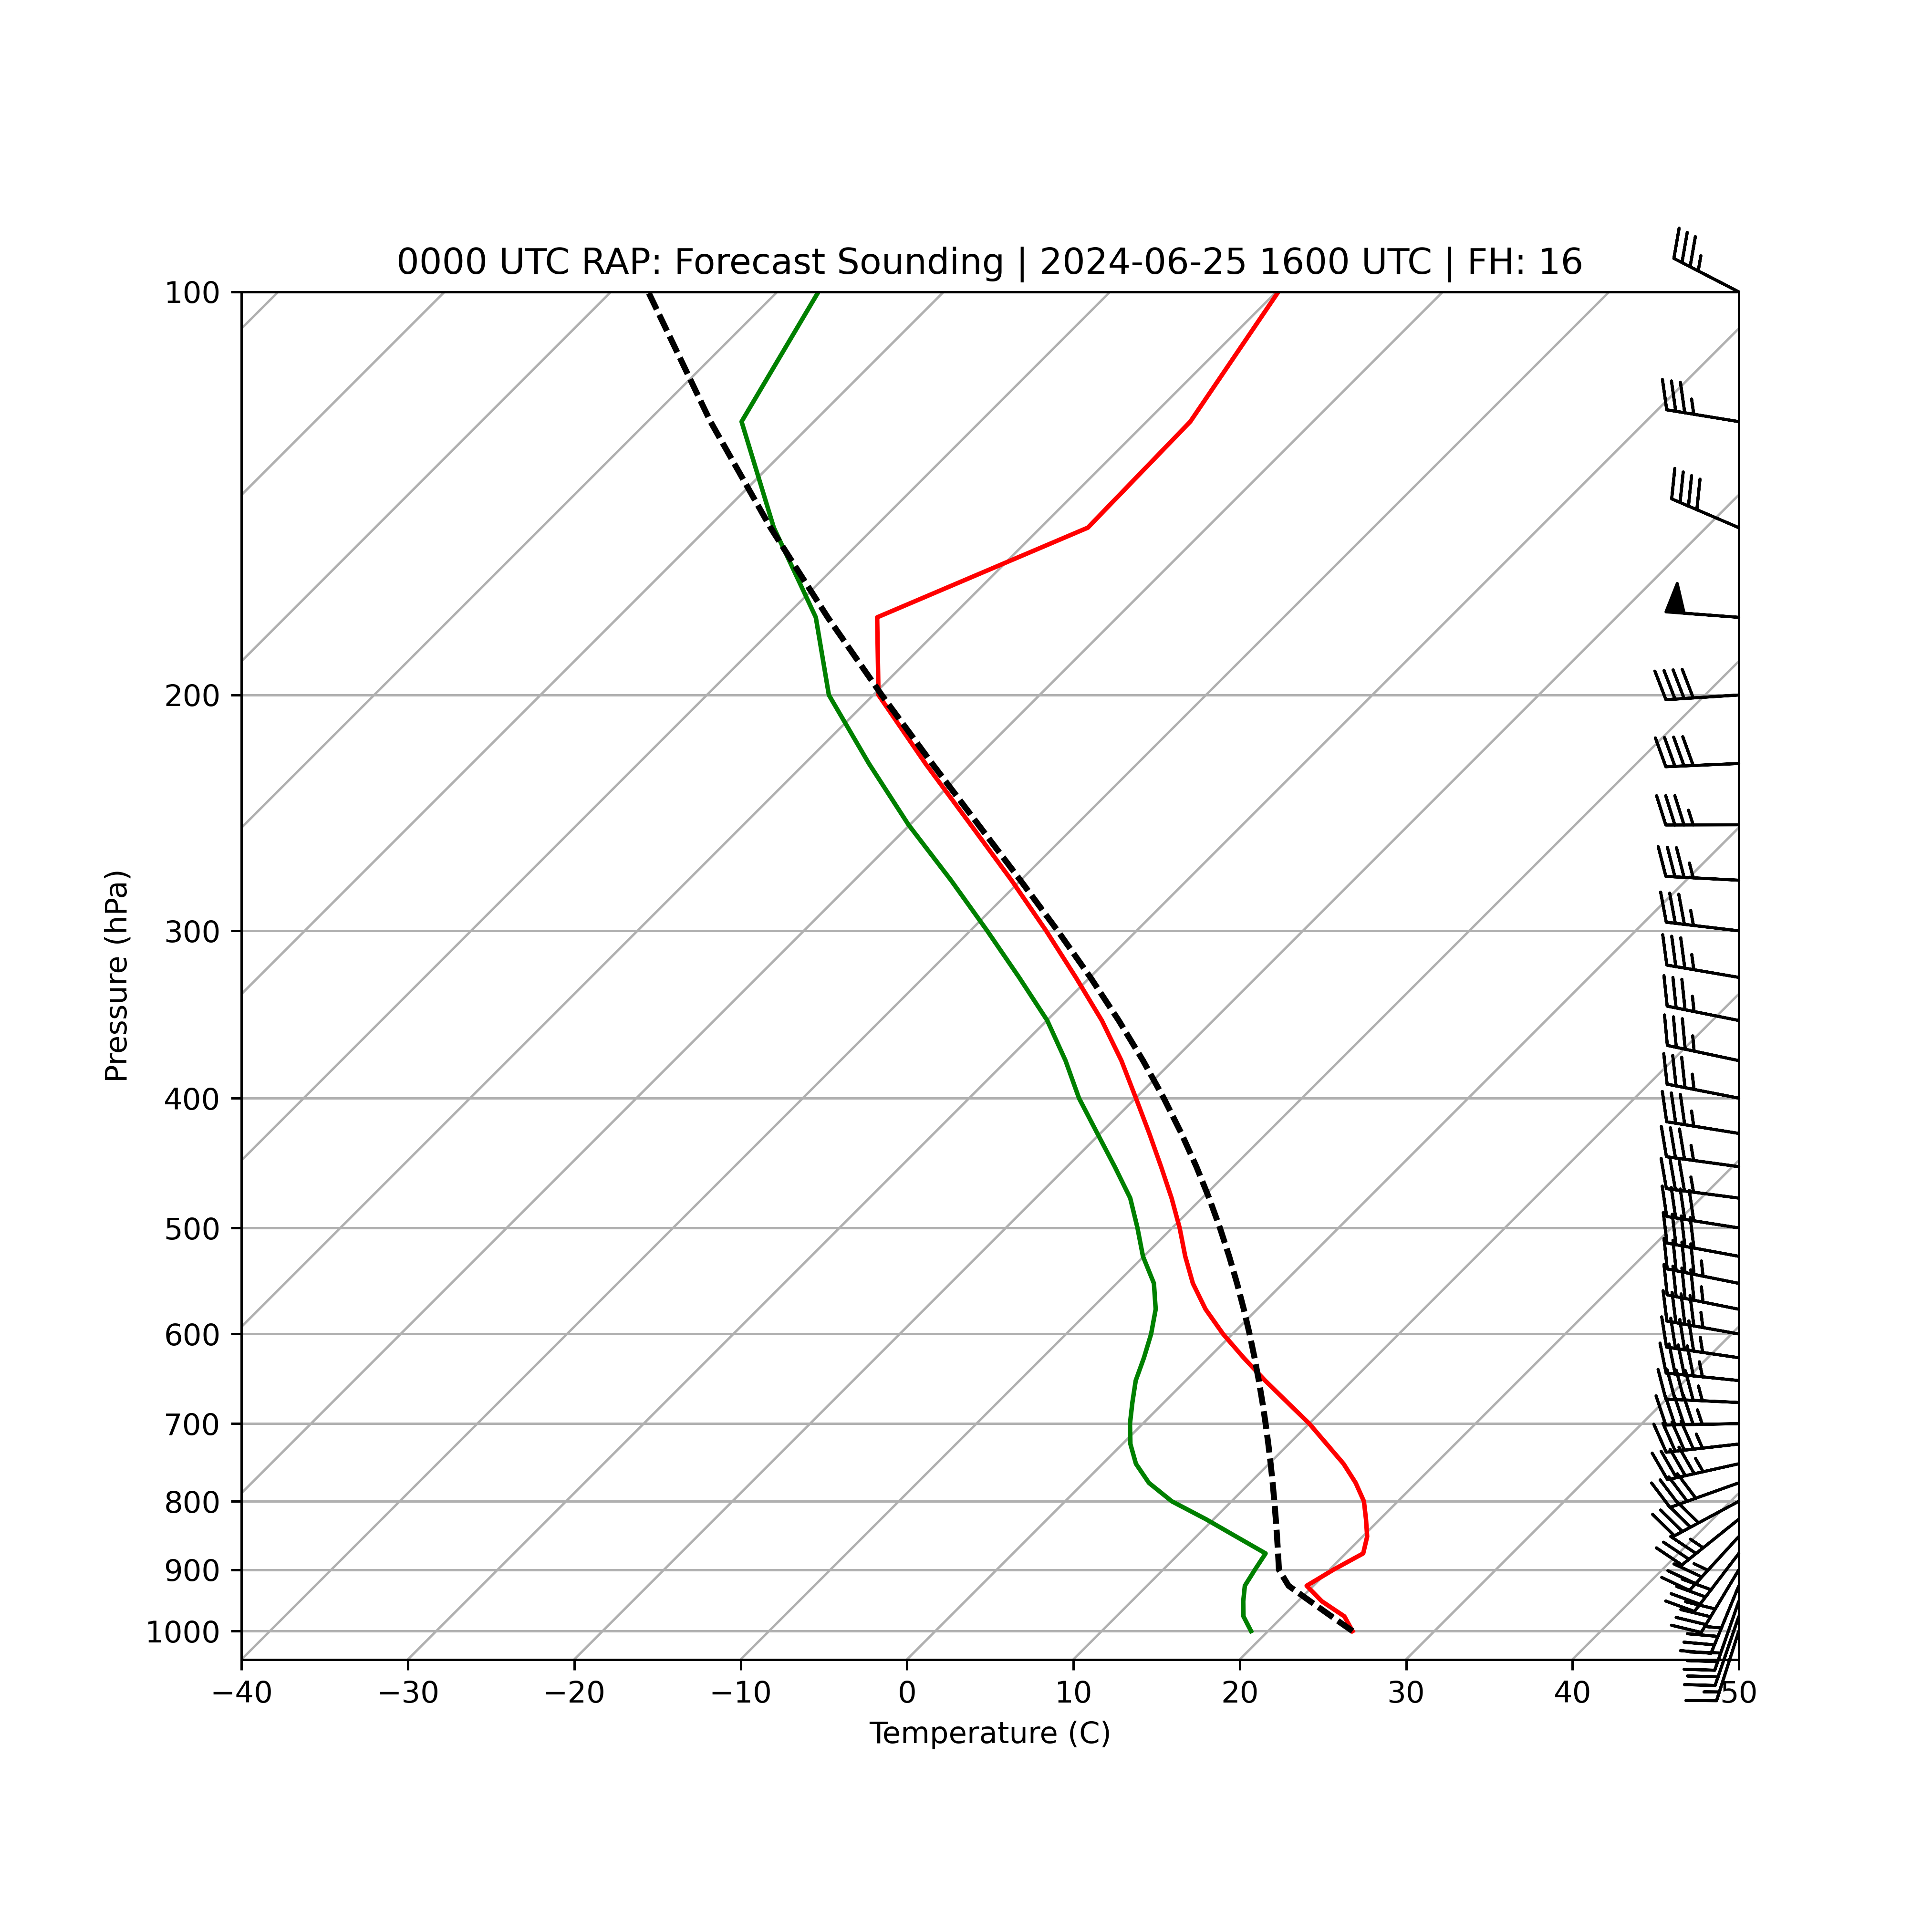 0000 UTC RAP: Forecast Sounding | 2024-06-25 1600 UTC | FH: 16
100
200
300
400
500
600
700
800
900
1000
Pressure (hPa)
−40 −30 −20 −10 0 10 20 30 40 50
Temperature (C)